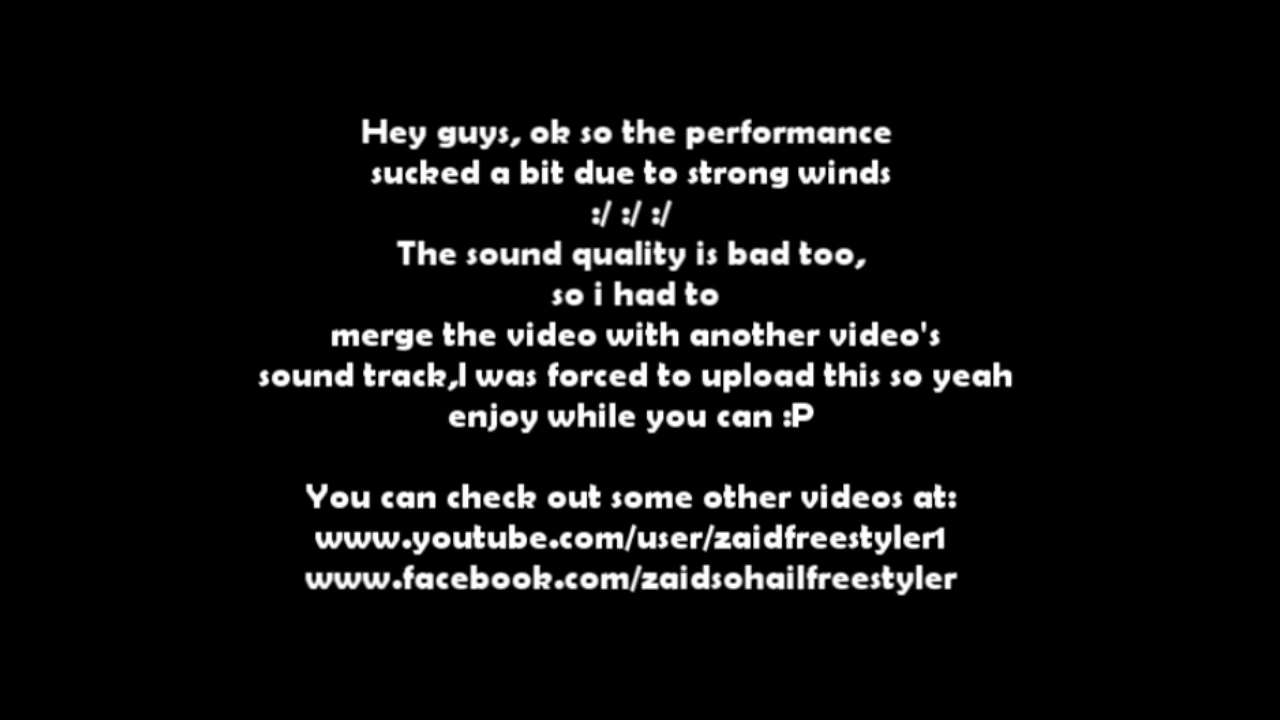 Hey guys, ok so the performance
sucked a bit due to strong winds
:/ :/ :/
The sound quality is bad too,
so i had to
merge the video with another video's
sound track,I was forced to upload this so yeah
enjoy while you can :P
You can check out some other videos at:
www.youtube.com/user/zaidfreestyler1
www.facebook.com/zaidsohailfreestyler